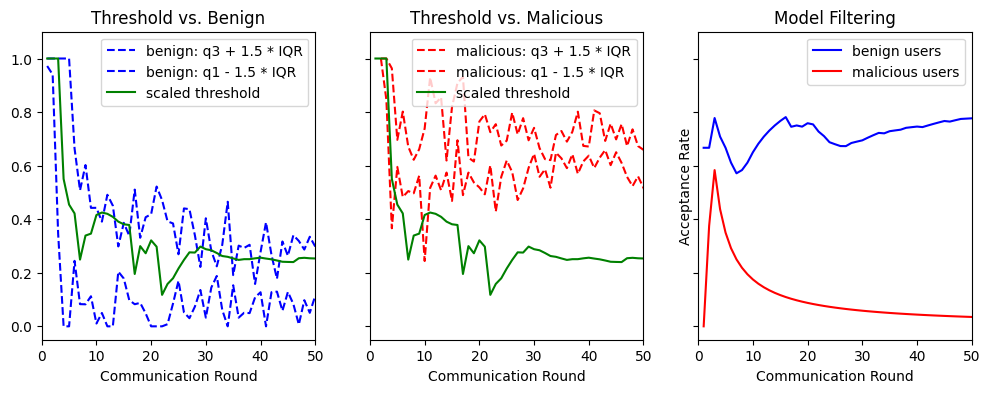 Threshold vs. Benign
benign: q3 + 1.5 * IQR
benign: q1 - 1.5 * IQR
scaled threshold
1.0
0.8
0.6
0.4
0.2
0.0
0 10 20 30 40 50
Communication Round
Threshold vs. Malicious
malicious: q3 + 1.5 * IQR
malicious: q1 - 1.5 * IQR
scaled threshold
0 10 20 30 40 50
Communication Round
Model Filtering
benign users
malicious users
Acceptance Rate
0 10 20 30 40 50
Communication Round